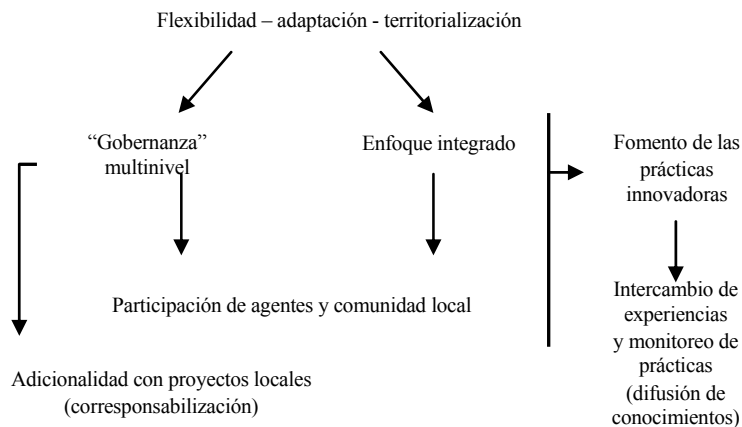 Flexibilidad – adaptación - territorialización
“Gobernanza”
multinivel
Enfoque integrado
Fomento de las
prácticas
innovadoras
Participación de agentes y comunidad local
Intercambio de
experiencias
y monitoreo de
prácticas
(difusión de
conocimientos)
Adicionalidad con proyectos locales
(corresponsabilización)